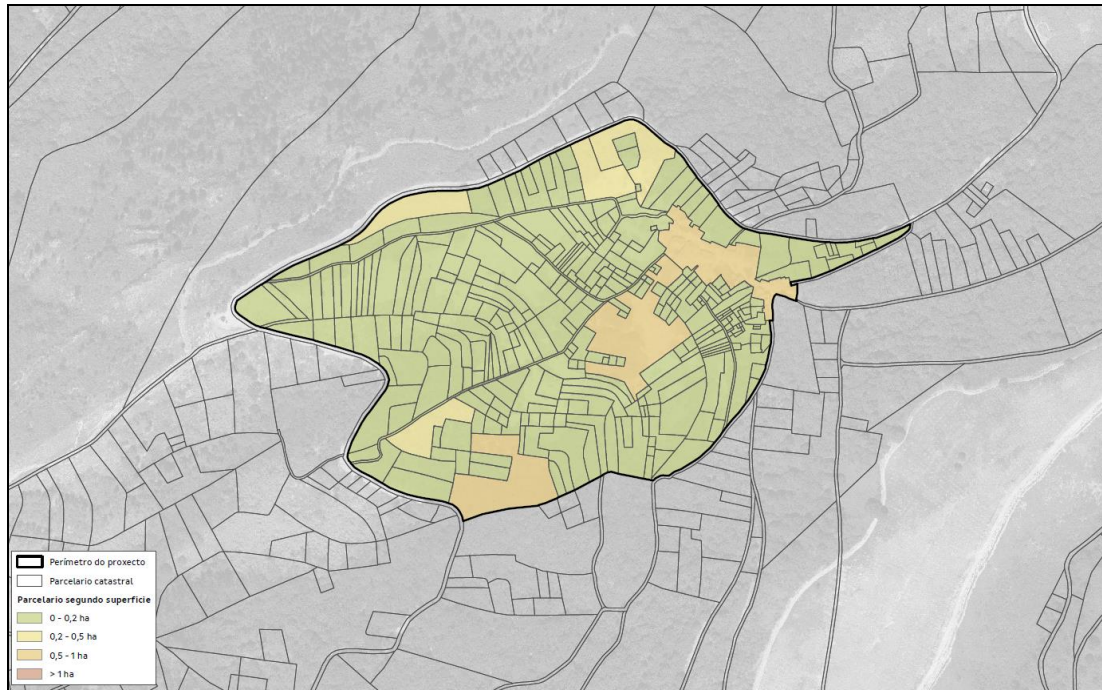 Perímetro do proxecto
Parcelario catastral
Parcelario segundo superficie
0 - 0,2 ha
0,2 - 0,5 ha
0,5 - 1 ha
> 1 ha